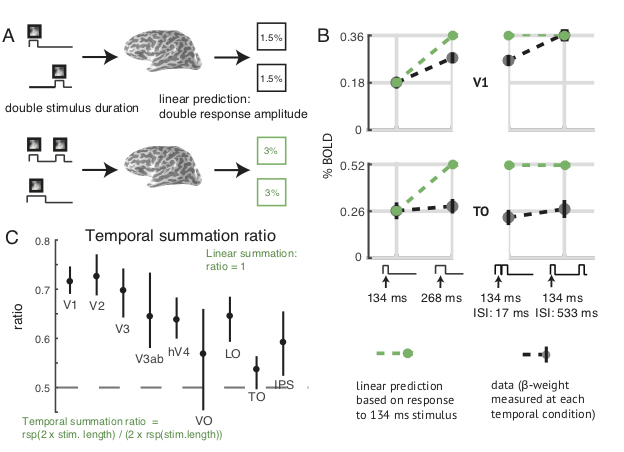 A
1.5%
1.5%
double stimulus duration
linear prediction:
double response amplitude
3%
3%
B
% BOLD
0.36
0.18
0
V1
0.52
0.26
0
TO
134 ms
268 ms
134 ms
ISI: 17 ms
134 ms
ISI: 533 ms
linear prediction
based on response
to 134 ms stimulus
data (β-weight
measured at each
temporal condition)
C
Temporal summation ratio
Linear summation:
ratio = 1
ratio
0.8
0.7
0.6
0.5
V1
V2
V3
V3ab
hV4
VO
LO
TO
IPS
Temporal summation ratio =
rsp(2 x stim. length) / (2 x rsp(stim.length))